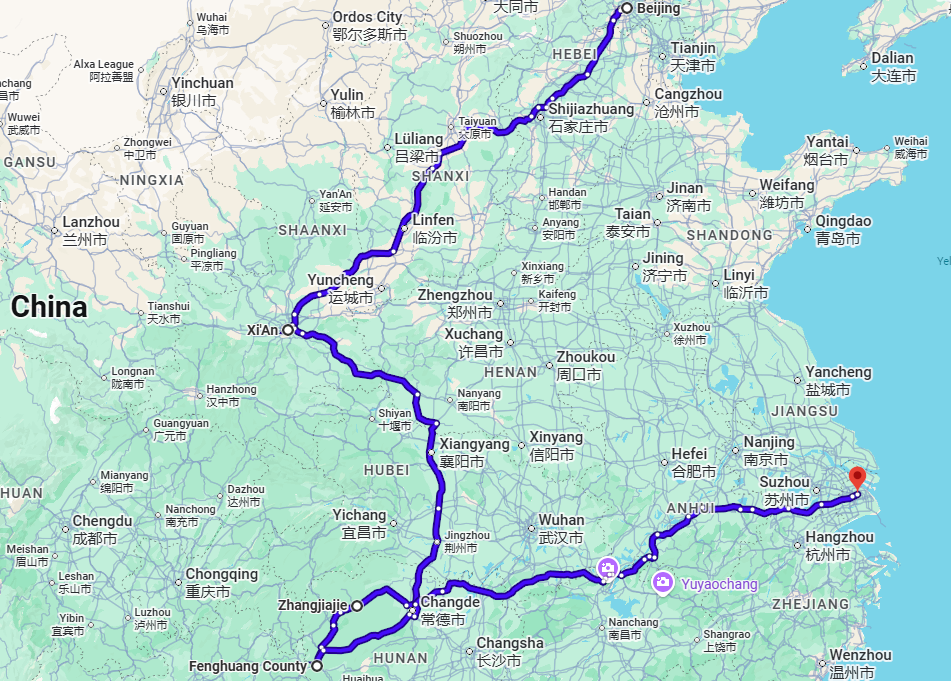 大同市
Beijing
Wuhai
乌海市
Ordos City
鄂尔多斯市
Shuozhou
朔州市
HEBEI
Tianjin
天津市
Dalian
大连市
Alxa League
阿拉善盟
Yinchuan
银川市
Yulin
榆林市
Cangzhou
沧州市
Shijiazhuang
石家庄市
Taiyuan
太原市
Wuwei
武威市
Zhongwei
中卫市
Lüliang
吕梁市
Yantai
烟台市
Weihai
威海市
GANSU
NINGXIA
SHANXI
Yan'An
延安市
Handan
邯郸市
Jinan
济南市
Weifang
潍坊市
Lanzhou
兰州市
Guyuan
固原市
SHAANXI
Linfen
临汾市
Anyang
安阳市
Taian
泰安市
SHANDONG
Qingdao
青岛市
Pingliang
平凉市
Jining
济宁市
Linyi
临沂市
Xinxiang
新乡市
Yuncheng
运城市
China
Zhengzhou
郑州市
Kaifeng
开封市
Tianshui
天水市
Xi'An
Xuchang
许昌市
Xuzhou
徐州市
Zhoukou
周口市
Longnan
陇南市
HENAN
Yancheng
盐城市
Hanzhong
汉中市
Nanyang
南阳市
JIANGSU
Shiyan
十堰市
Guangyuan
广元市
Xiangyang
襄阳市
Xinyang
信阳市
Nanjing
南京市
Hefei
合肥市
HUBEI
Mianyang
绵阳市
Suzhou
苏州市
HUAN
Dazhou
达州市
Nanchong
南充市
ANHUI
Chengdu
成都市
Yichang
宜昌市
Wuhan
武汉市
Jingzhou
荆州市
Hangzhou
杭州市
Meishan
眉山市
Leshan
乐山市
Chongqing
重庆市
Yuyaochang
Zhangjiajie
Changde
常德市
ZHEJIANG
Yibin
宜宾市
Luzhou
泸州市
Nanchang
南昌市
Shangrao
上饶市
Changsha
长沙市
Fenghuang County
HUNAN
Wenzhou
温州市
Huaihua